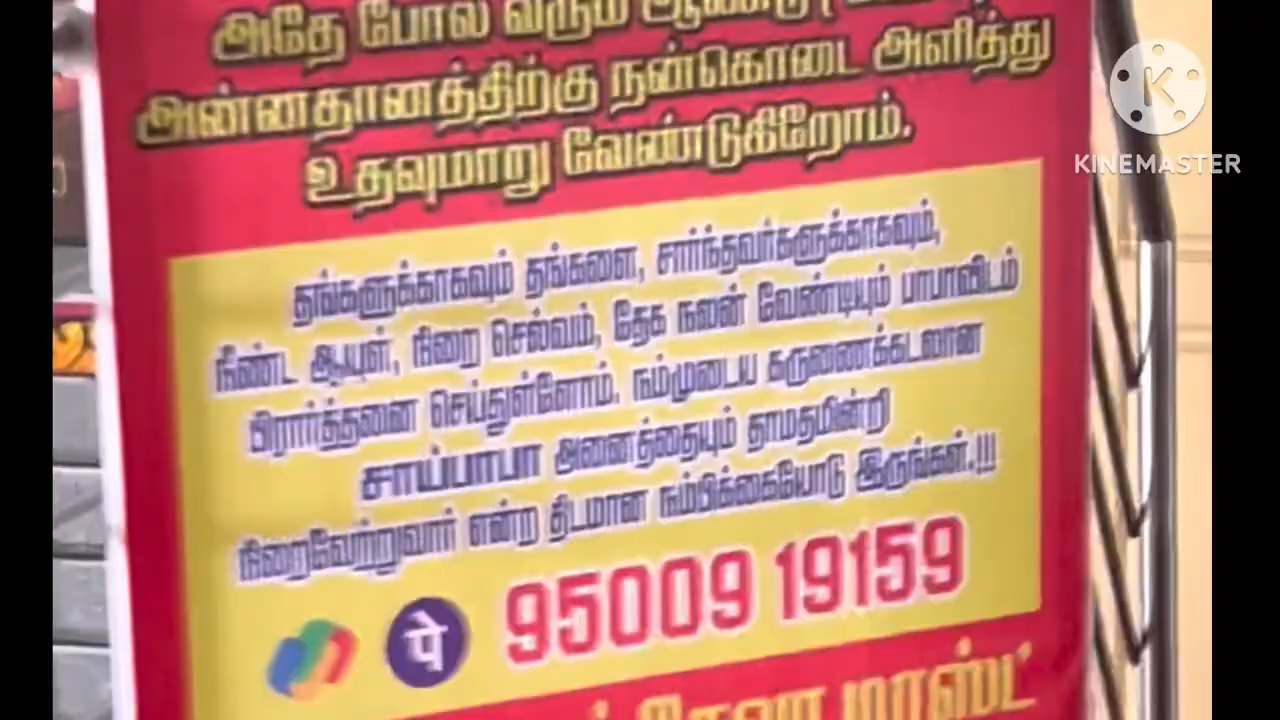 அதே போல வரும் ஆண்டு
அன்னதானத்திற்கு நன்கொடை அளித்து
உதவுமாறு வேண்டுகிறோம்.
தங்களுக்காகவும் தங்களை, சார்ந்தவர்களுக்காகவும்,
நீண்ட ஆயுள், நிறை செல்வம், தேக நலன் வேண்டியும் பாபாவிடம்
பிரார்த்தனை செய்துள்ளோம். நம்முடைய கருணைக்கடலான
சாய்பாபா அனைத்தையும் தாமதமின்றி
நிறைவேற்றுவார் என்ற திடமான நம்பிக்கையோடு இருங்கள்.!!!
पे 95009 19159
சேவா டிரஸ்ட்
KINEMASTER